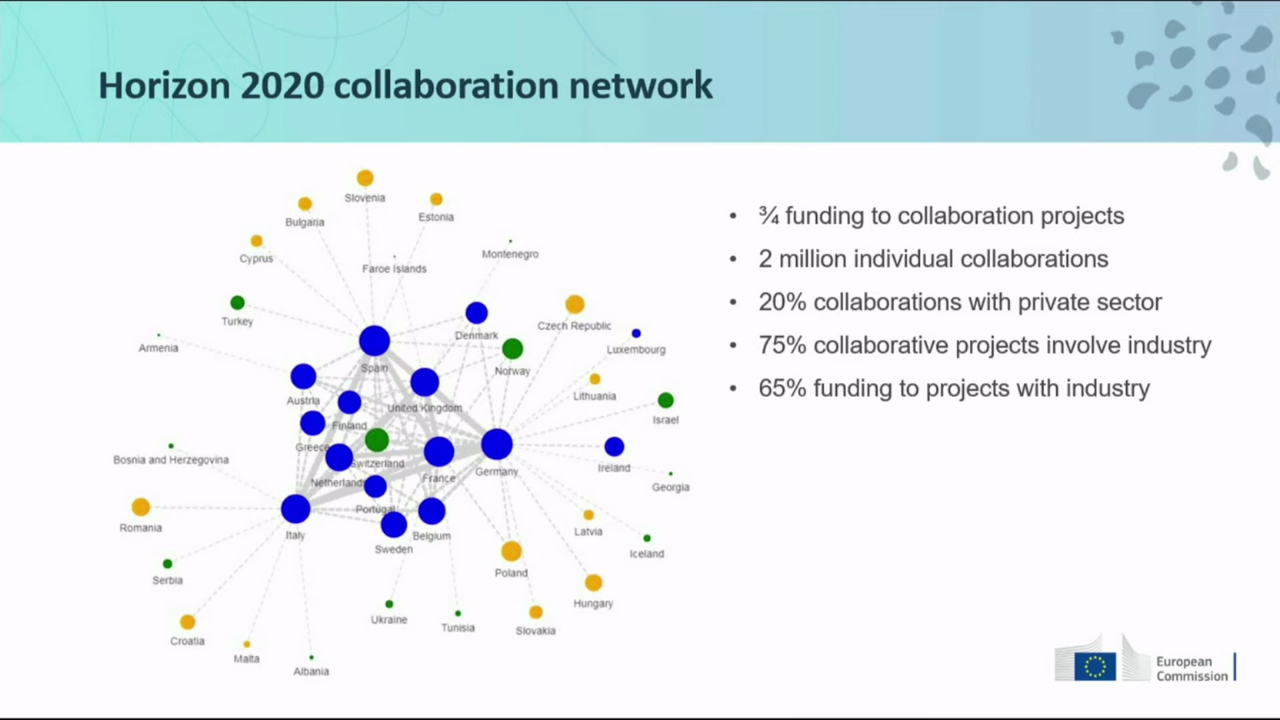 Horizon 2020 collaboration network
Slovenia
Bulgaria
Estonia
Cyprus
Faroe Islands
Montenegro
Turkey
Armenia
Denmark
Czech Republic
Luxembourg
Spain
Norway
Austria
United Kingdom
Lithuania
Israel
Finland
Greece
Bosnia and Herzegovina
Switzerland
Netherlands
France
Germany
Ireland
Georgia
Romania
Portugal
Italy
Sweden
Belgium
Latvia
Iceland
Serbia
Poland
Hungary
Ukraine
Tunisia
Slovakia
Croatia
Malta
Albania
• ¾ funding to collaboration projects
• 2 million individual collaborations
• 20% collaborations with private sector
• 75% collaborative projects involve industry
• 65% funding to projects with industry
European
Commission